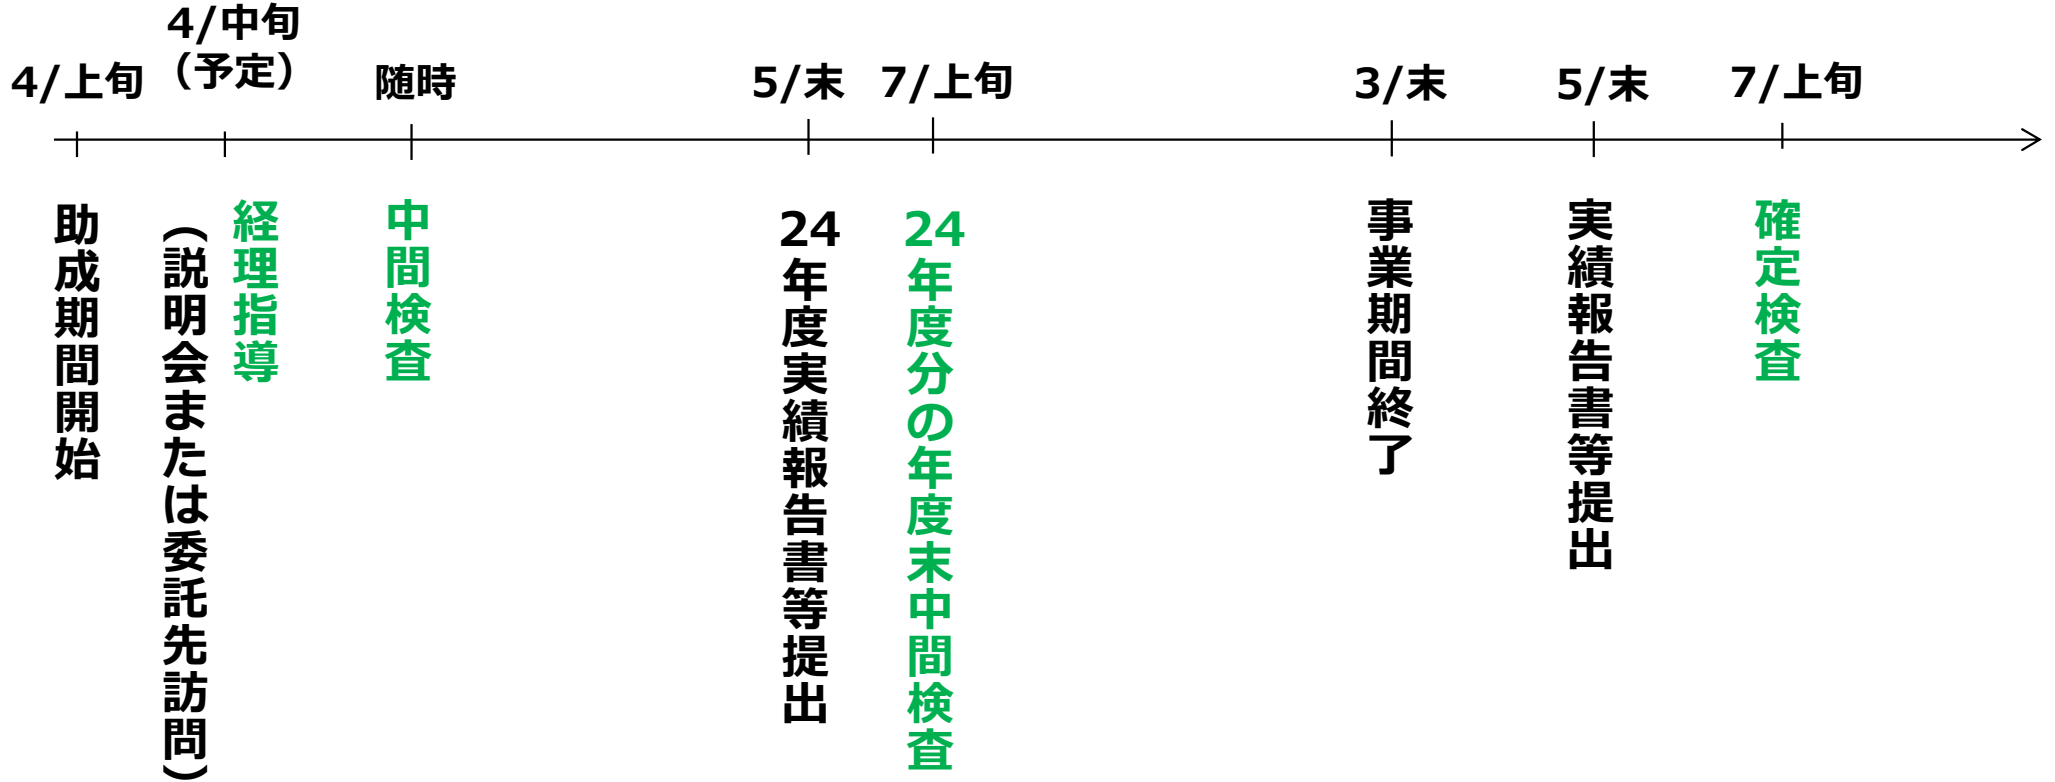 4/上旬
4/中旬
（予定）
随時
5/末
7/上旬
3/末
5/末
7/上旬
助成期間開始
経理指導
（説明会または委託先訪問）
中間検査
24年度実績報告書等提出
24年度分の年度末中間検査
事業期間終了
実績報告書等提出
確定検査